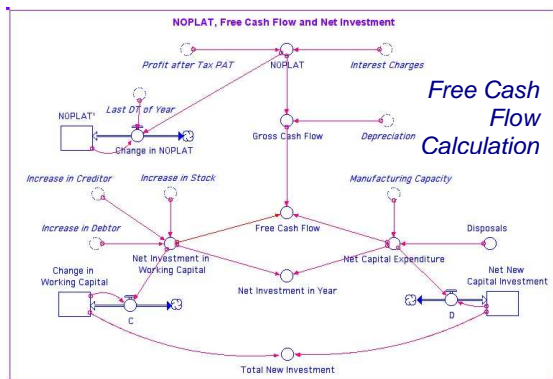 NOPLAT, Free Cash Flow and Net Investment
Profit after Tax PAT
NOPLAT
Interest Charges
Free Cash
Flow
Calculation
Last DT of Year
NOPLAT'
Change in NOPLAT
Gross Cash Flow
Depreciation
Increase in Creditor
Increase in Stock
Manufacturing Capacity
Free Cash Flow
Increase in Debtor
Disposals
Net Investment in
Working Capital
Net Capital Expenditure
Change in
Working Capital
Net Investment in Year
Net New
Capital Investment
C
D
Total New Investment